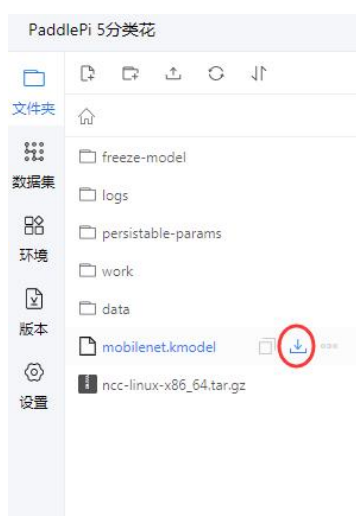 PaddlePi 5分类花
文件夹
数据集
环境
版本
设置
freeze-model
logs
persistable-params
work
data
mobilenet.kmodel
ncc-linux-x86_64.tar.gz